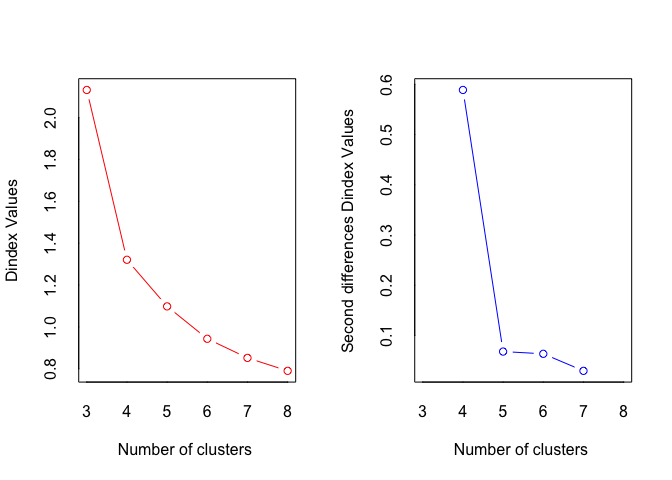 Dindex Values
2.0
1.8
1.6
1.4
1.2
1.0
0.8
3 4 5 6 7 8
Number of clusters
Second differences Dindex Values
0.6
0.5
0.4
0.3
0.2
0.1
3 4 5 6 7 8
Number of clusters